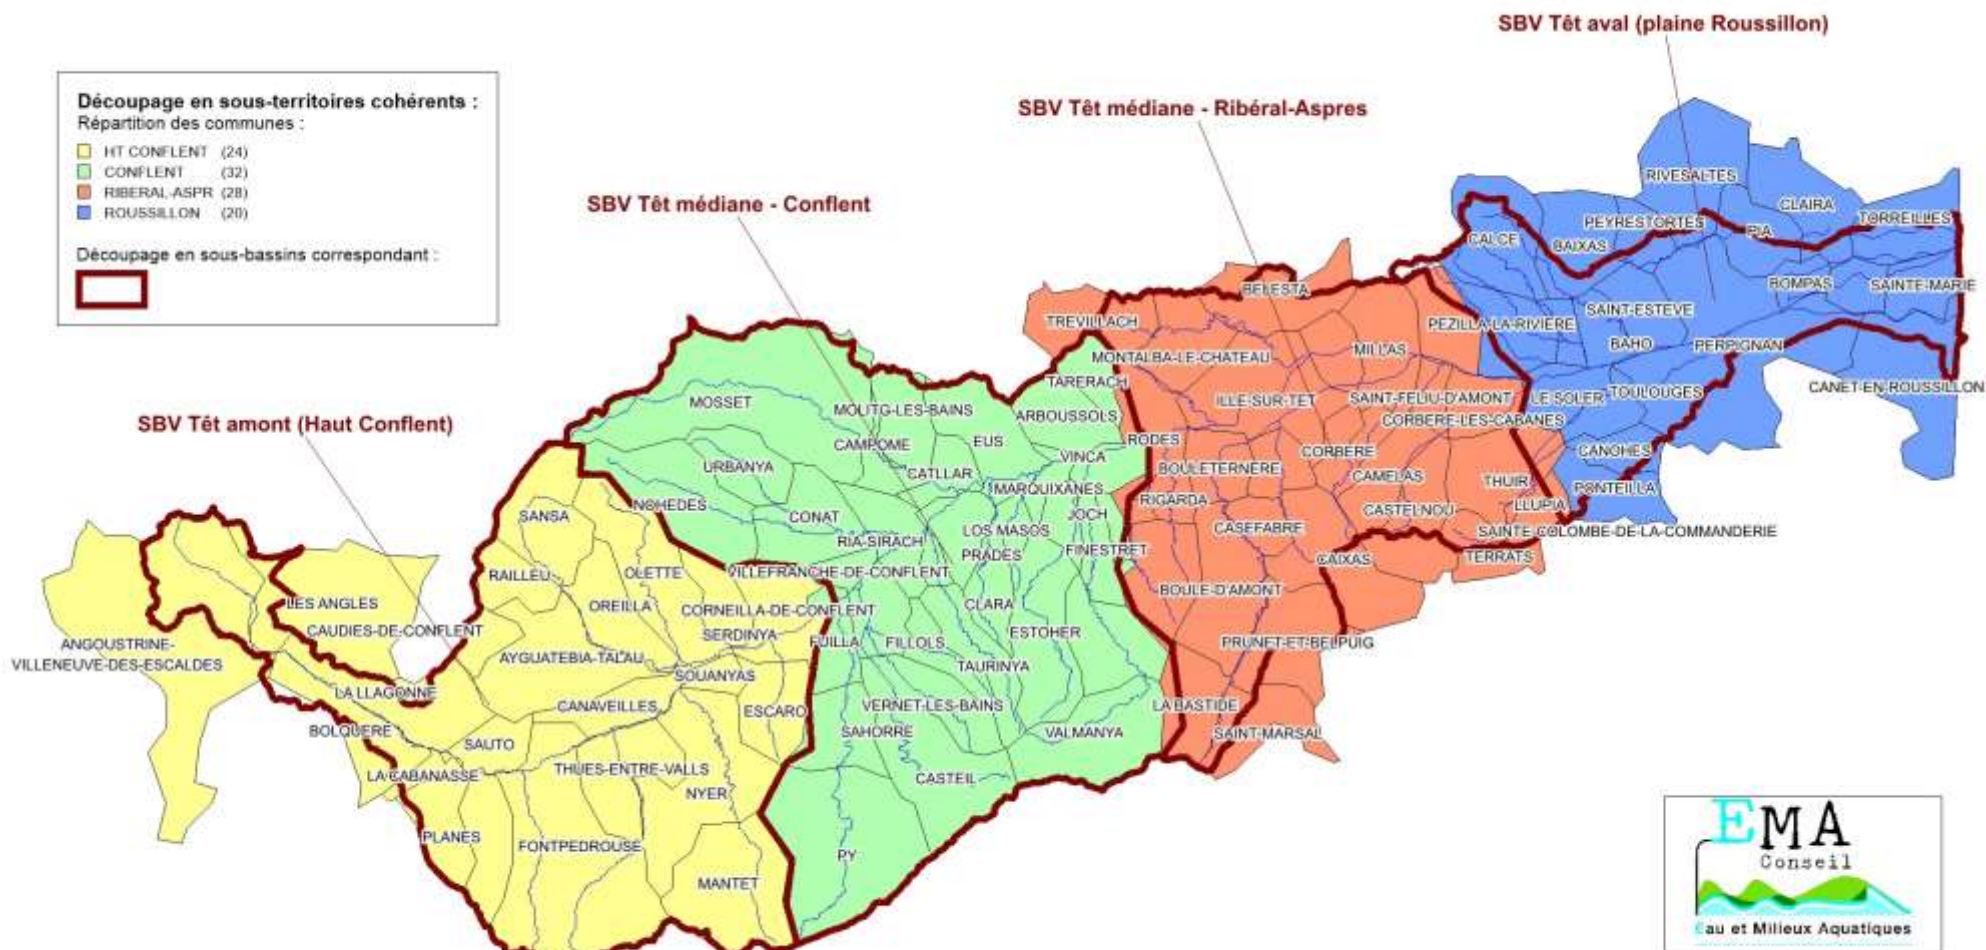 SBV Têt aval (plaine Roussillon)
SBV Têt médiane - Ribéral-Aspres
SBV Têt médiane - Conflent
SBV Têt amont (Haut Conflent)
Découpage en sous-territoires cohérents :
Répartition des communes :
HT CONFLENT (24)
CONFLENT (32)
RIBERAL-ASPR (28)
ROUSSILLON (20)
Découpage en sous-bassins correspondant :
RIVESALTES
CLAIRA
TORREILLES
PEYRESTORTES
PIA
CALCE
BAIXAS
BOMPAS
SAINTE-MARIE
SAINT-ESTEVE
PEZILLA-LA-RIVIERE
BAHO
PERPIGNAN
CANET-EN-ROUSSILLON
LE SOLER
TOULOUGES
CANOHES
PONTEILLA
BELESTA
TREVILLACH
MONTALBA-LE-CHATEAU
MILLAS
ILLE-SUR-TET
SAINT-FELIU-D'AMONT
CORBERE-LES-CABANES
RODES
CORBERE
BOULETERNERE
CAMELAS
THUIR
RIGARDA
LLUPIA
CASTELNOU
CASEFABRE
SAINTE-COLOMBE-DE-LA-COMMANDERIE
CAIXAS
TERRATS
BOULE-D'AMONT
PRUNET-ET-BELPUIG
LA BASTIDE
SAINT-MARSAL
TARERACH
MOSSET
MOLITG-LES-BAINS
ARBOUSSOLS
CAMPOME
EUS
VINCA
URBANYA
CATLLAR
MARQUIXANES
NOHEDES
CONAT
JOCH
LOS MASOS
RIA-SIRACH
PRADES
FINESTRET
VILLEFRANCHE-DE-CONFLENT
CLARA
CORNEILLA-DE-CONFLENT
ESTOHER
FUILLA
FILLOLS
TAURINYA
VERNET-LES-BAINS
SAHORRE
VALMANYA
CASTEIL
PY
SANSA
RAILLEU
OLETTE
OREILLA
SERDINYA
LES ANGLES
CAUDIES-DE-CONFLENT
ANGOUSTRINE-
VILLENEUVE-DES-ESCALDES
AYGUATEBIA-TALAU
SOUANYAS
LA LLAGONNE
CANAVEILLES
ESCARO
BOLQUERE
SAUTO
LA CABANASSE
THUES-ENTRE-VALLS
NYER
PLANES
FONTPEDROUSE
MANTET
EMA
Conseil
Eau et Milieux Aquatiques